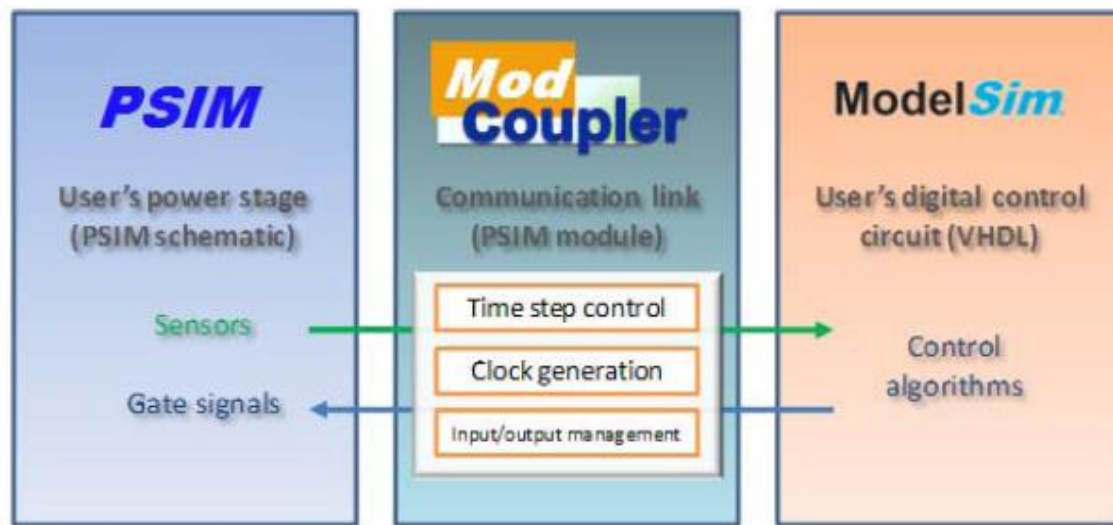 PSIM
User's power stage
(PSIM schematic)
Sensors
Gate signals
Mod
Coupler
Communication link
(PSIM module)
Time step control
Clock generation
Input/output management
ModelSim
User's digital control
circuit (VHDL)
Control
algorithms